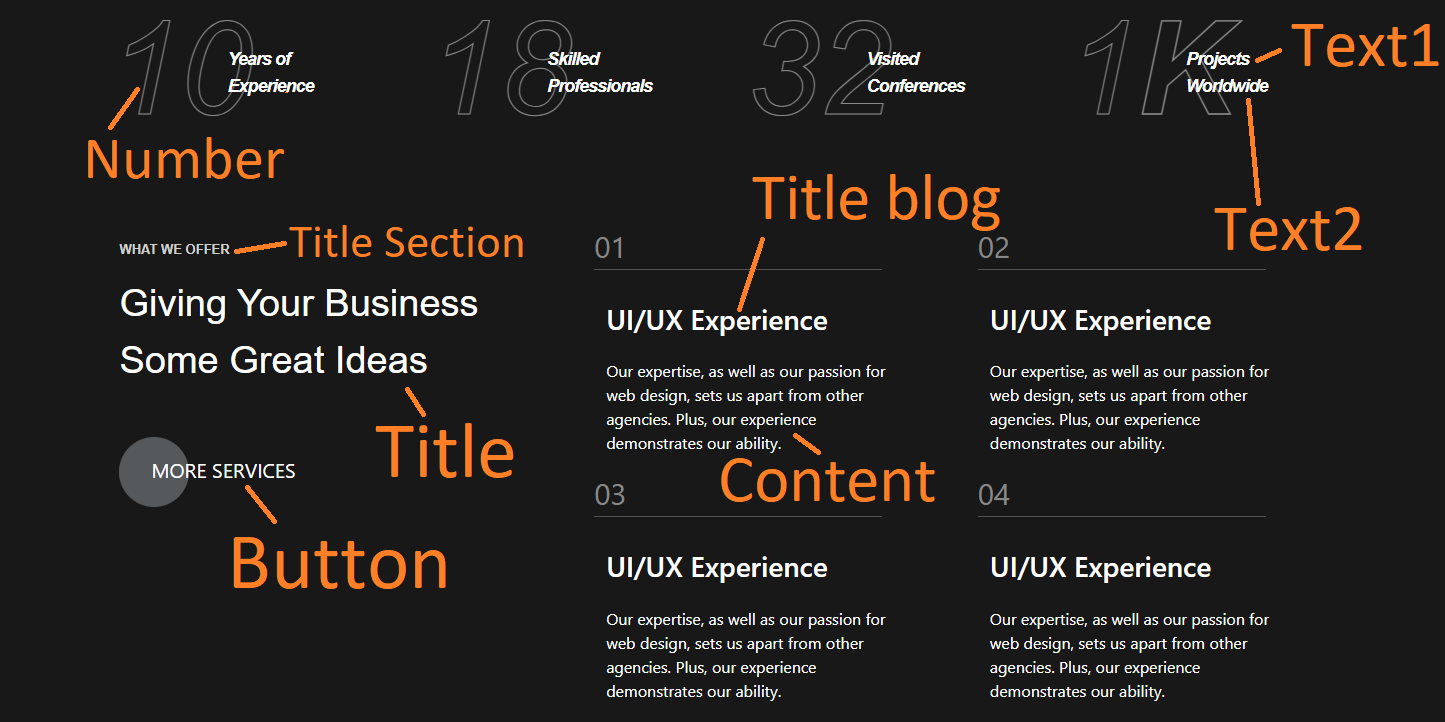 10 Years of
Experience
18 Skilled
Professionals
32 Visited
Conferences
1K Projects
Worldwide
Text1
Text2
Number
WHAT WE OFFER
Title Section
Giving Your Business
Some Great Ideas
Title
MORE SERVICES
Button
Title blog
01
UI/UX Experience
Our expertise, as well as our passion for
web design, sets us apart from other
agencies. Plus, our experience
demonstrates our ability.
Content
02
UI/UX Experience
Our expertise, as well as our passion for
web design, sets us apart from other
agencies. Plus, our experience
demonstrates our ability.
03
UI/UX Experience
Our expertise, as well as our passion for
web design, sets us apart from other
agencies. Plus, our experience
demonstrates our ability.
04
UI/UX Experience
Our expertise, as well as our passion for
web design, sets us apart from other
agencies. Plus, our experience
demonstrates our ability.